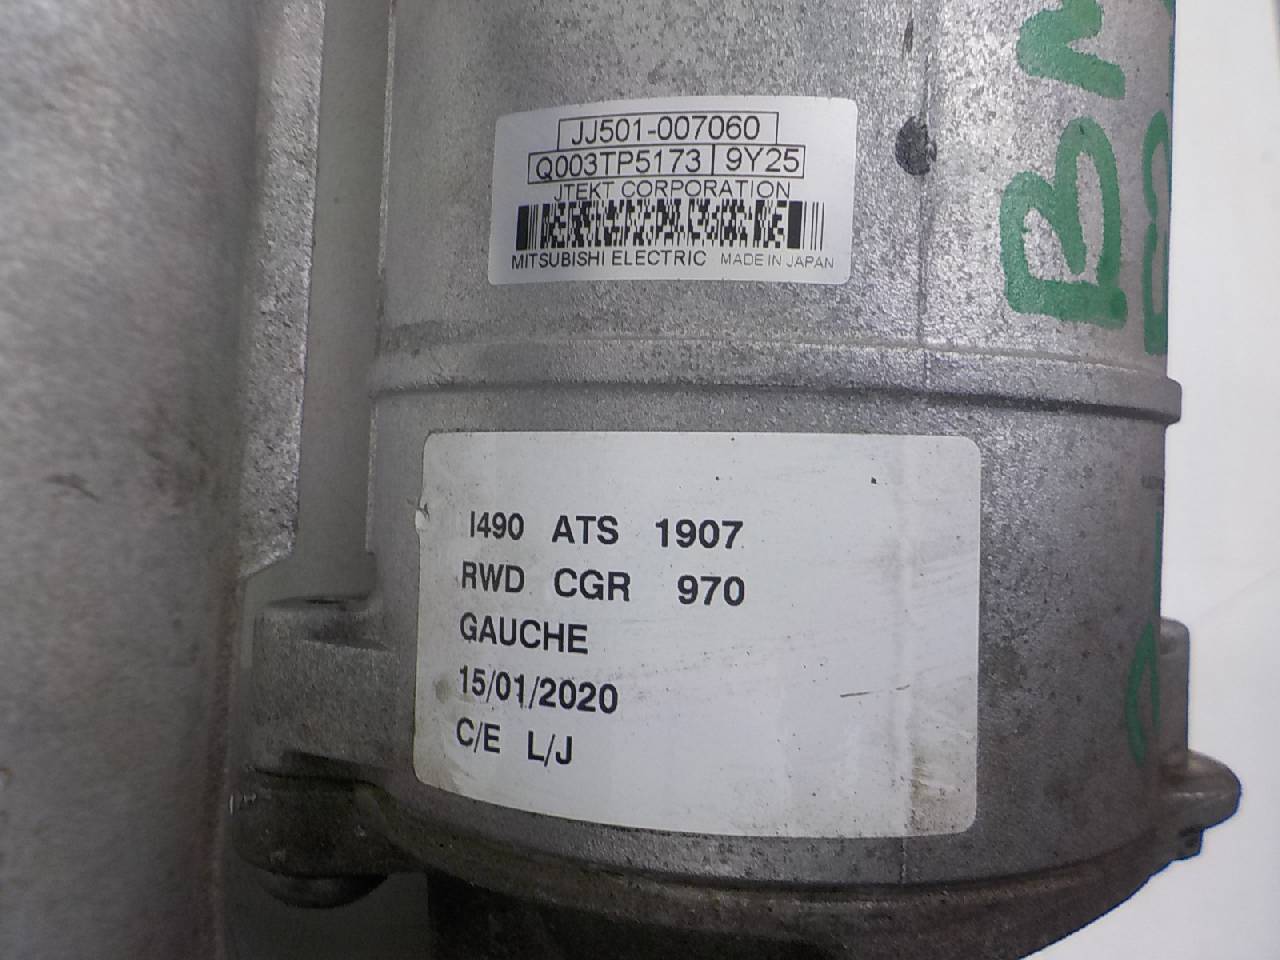 JJ501-007060
Q003TP5173 9Y25
JTEKT CORPORATION
MITSUBISHI ELECTRIC MADE IN JAPAN
I490 ATS 1907
RWD CGR 970
GAUCHE
15/01/2020
C/E L/J
BM